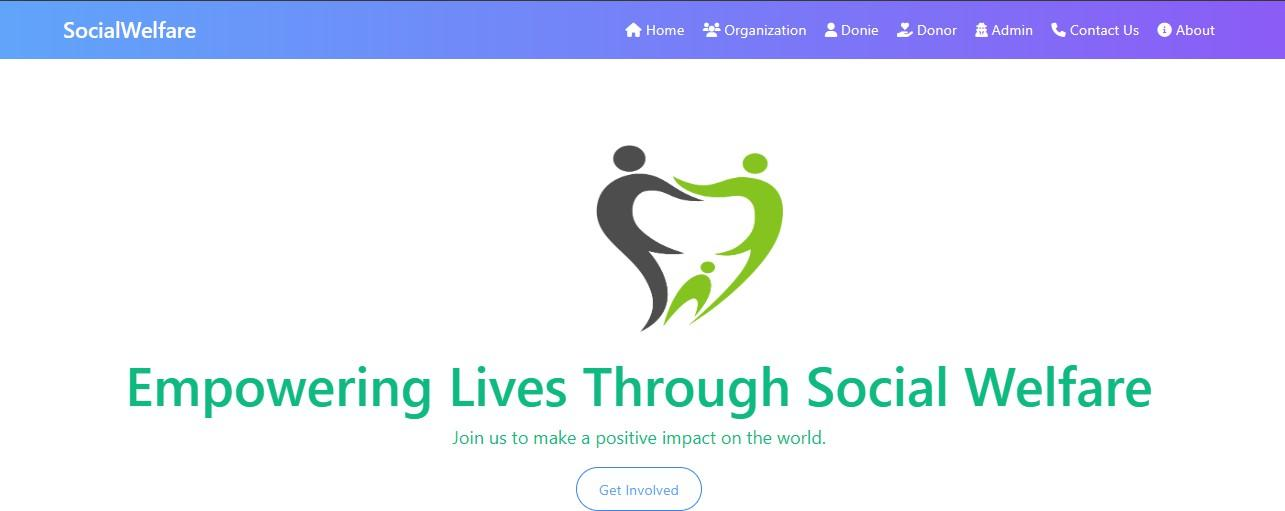 SocialWelfare
Home Organization Donie Donor Admin Contact Us About
Empowering Lives Through Social Welfare
Join us to make a positive impact on the world.
Get Involved